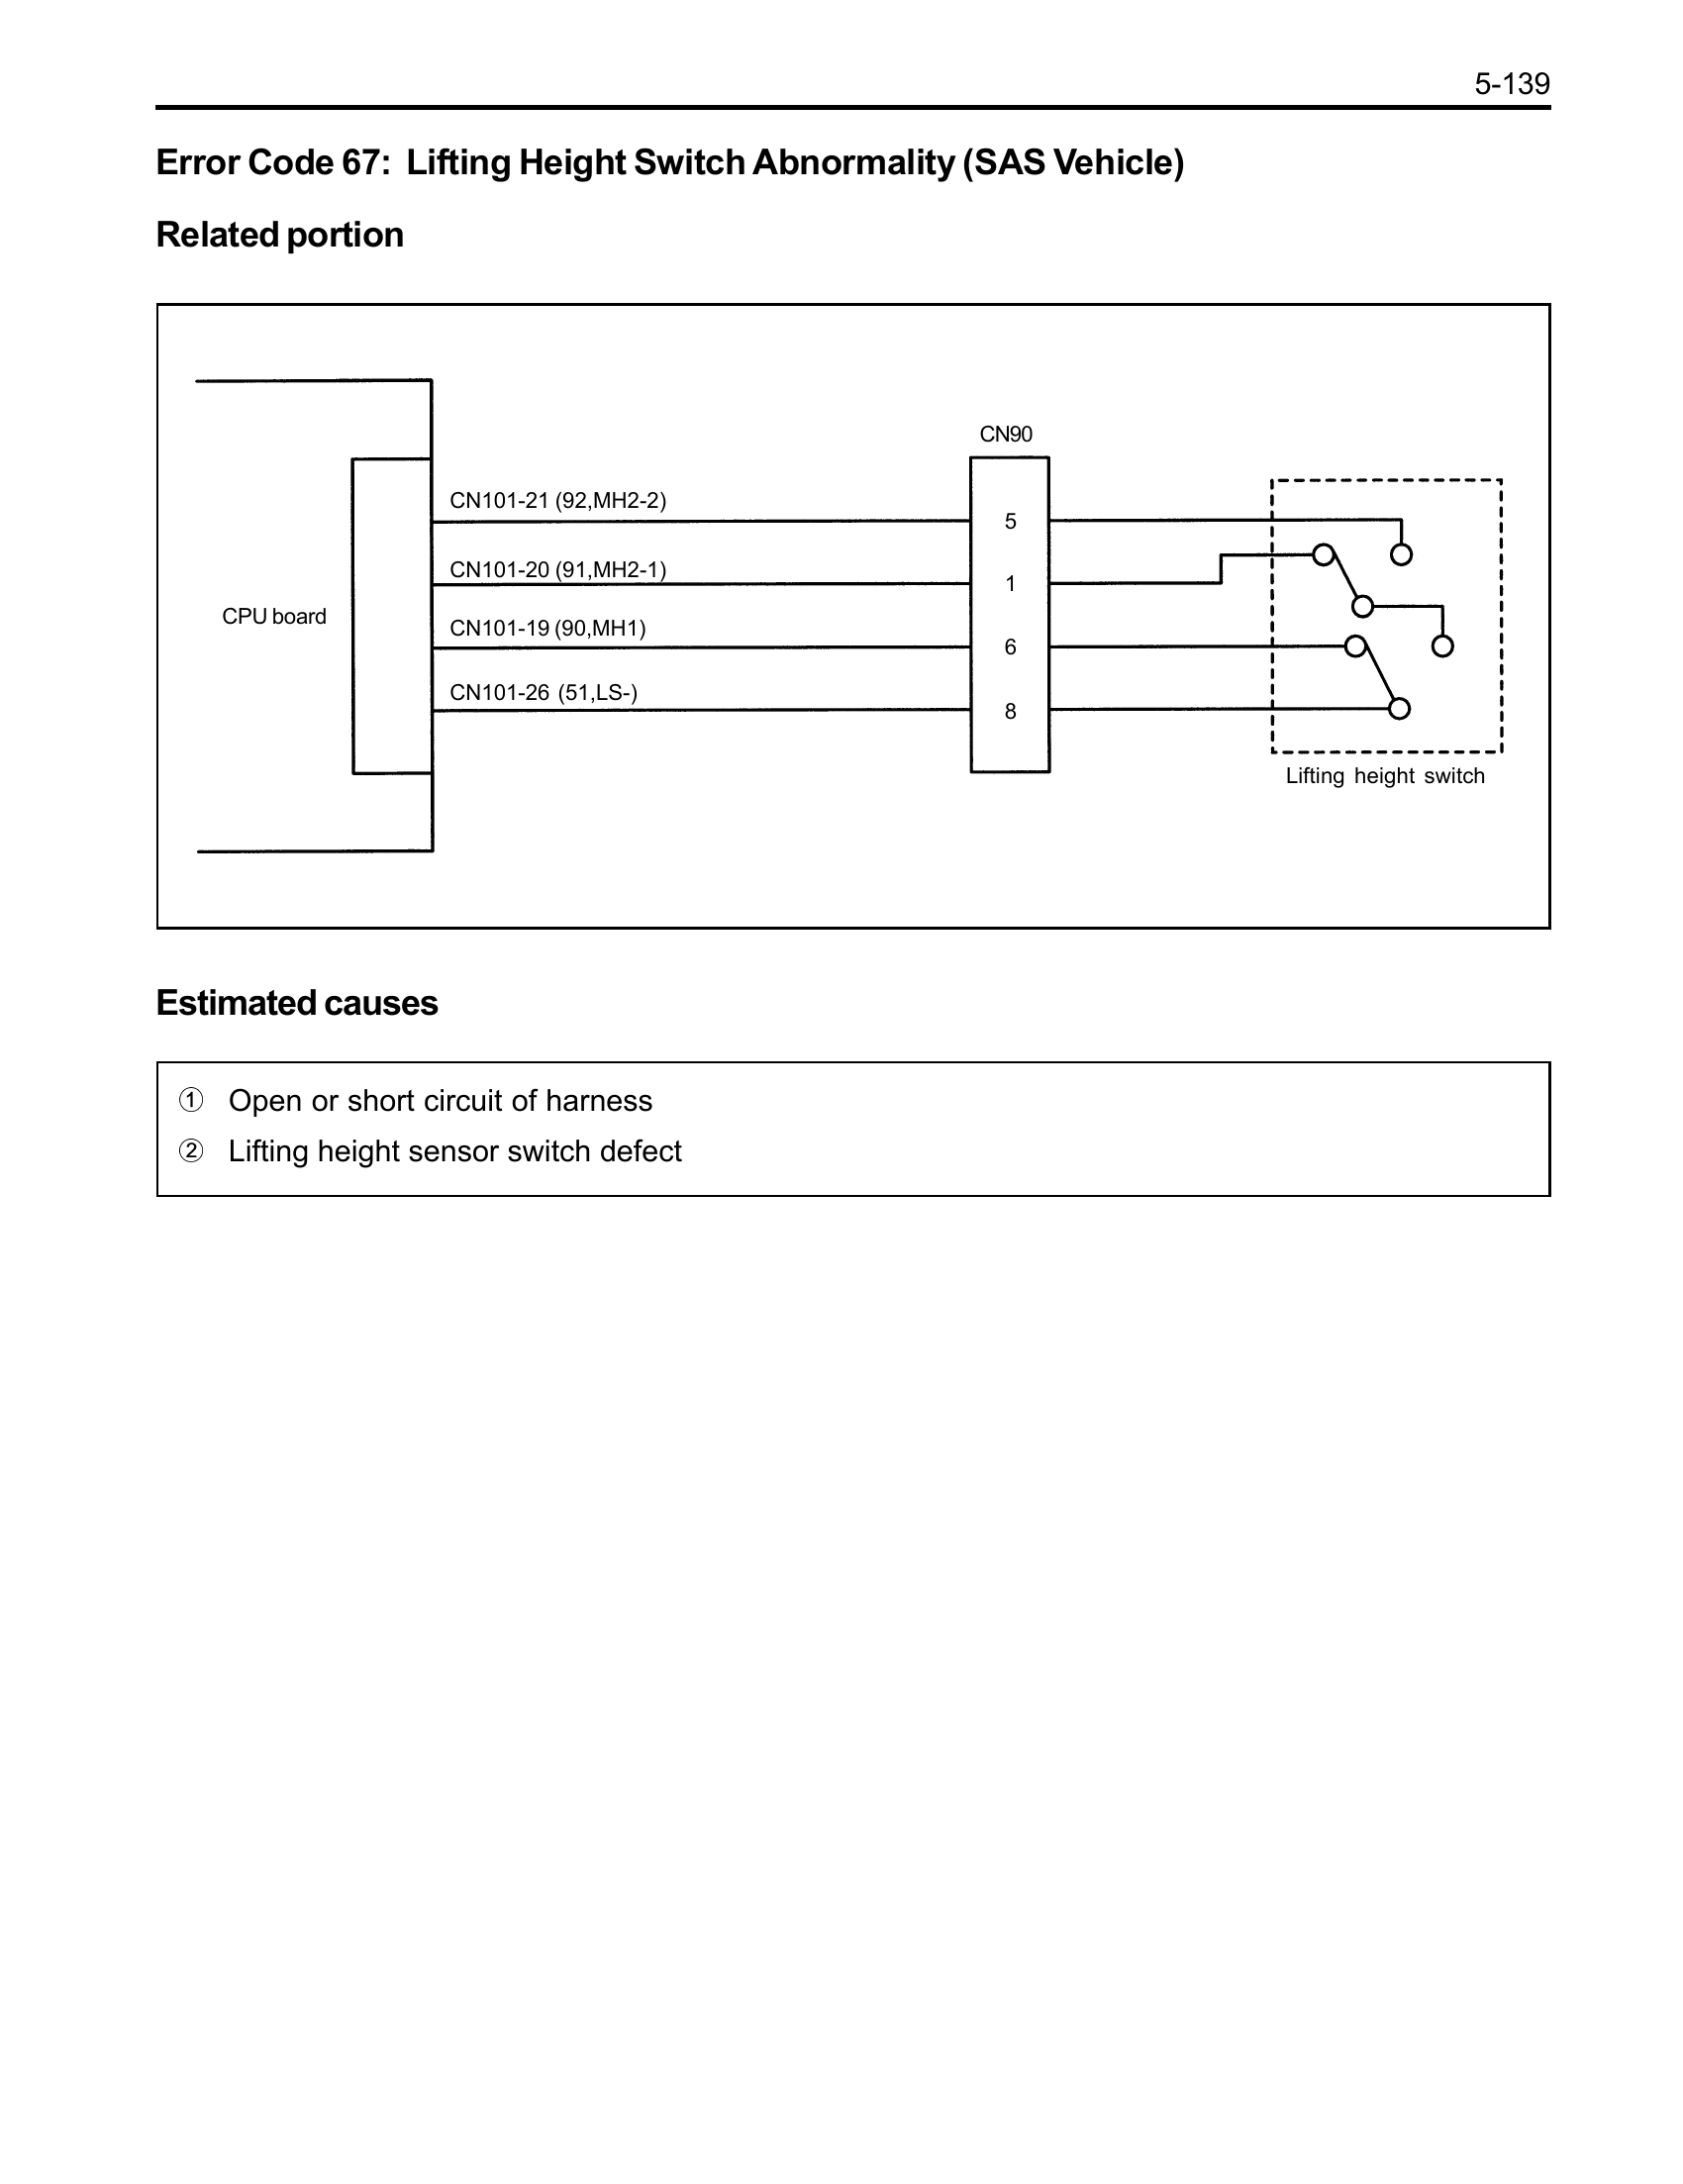 5-139
Error Code 67: Lifting Height Switch Abnormality (SAS Vehicle)
Related portion
CN90
CN101-21 (92,MH2-2)
5
CN101-20 (91,MH2-1)
1
CPU board
CN101-19 (90,MH1)
6
CN101-26 (51,LS-)
8
Lifting height switch
Estimated causes
① Open or short circuit of harness
② Lifting height sensor switch defect